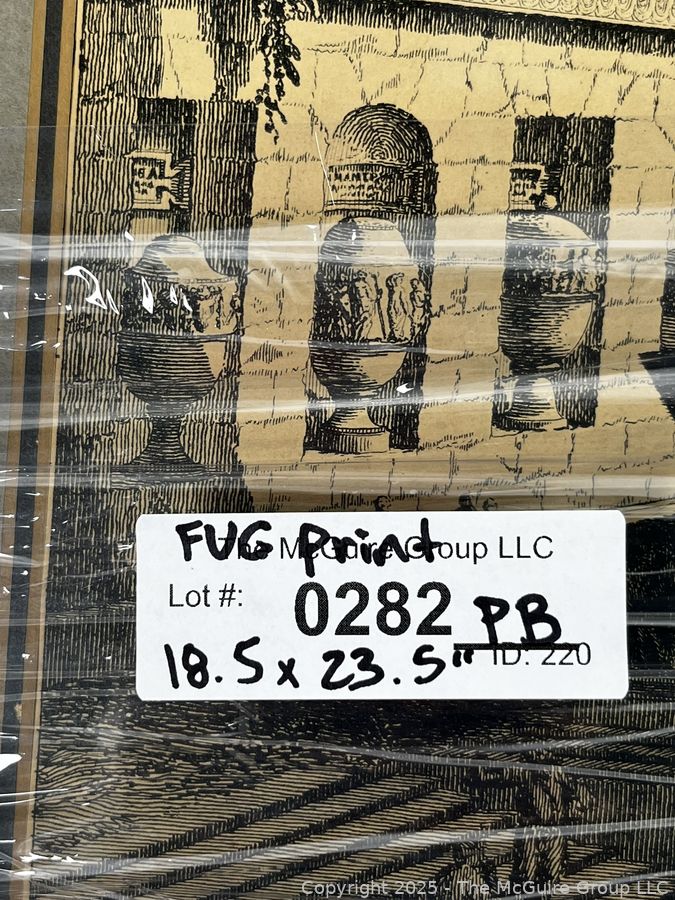 FUG Print
The McGuire Group LLC
Lot #: 0282 PB
18.5 x 23.5" ID: 220
Copyright 2025 - The McGuire Group LLC